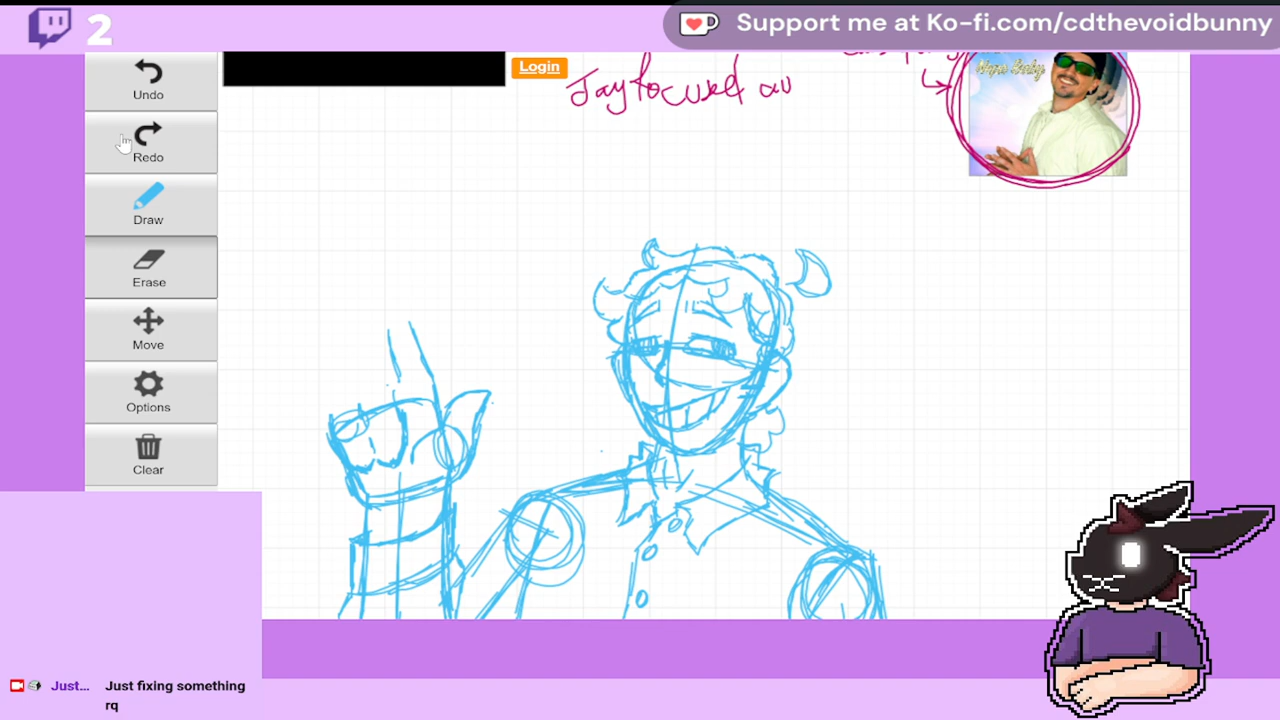 2
Support me at Ko-fi.com/cdthevoidbunny
Undo
Login
Jay focused au
Redo
Draw
Erase
Move
Options
Clear
Just... Just fixing something
rq